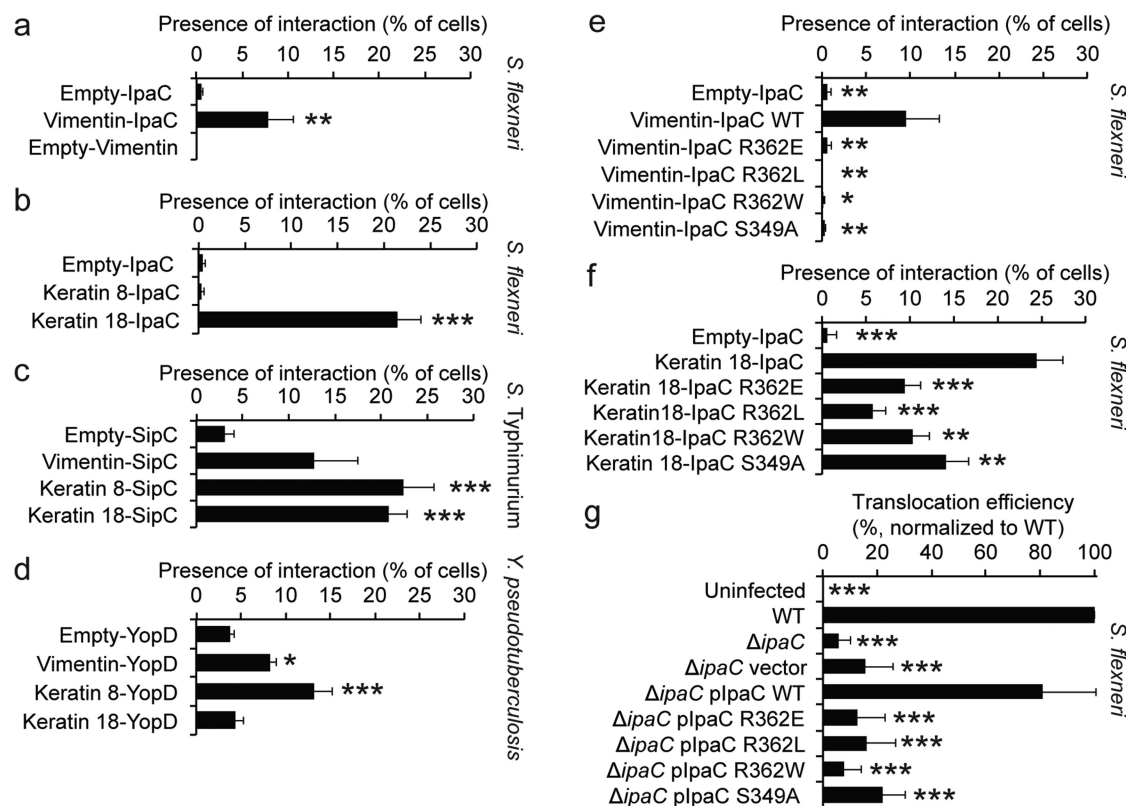 a
Presence of interaction (% of cells)
0 5 10 15 20 25 30
Empty-IpaC
Vimentin-IpaC **
Empty-Vimentin
S. flexneri
b
Presence of interaction (% of cells)
0 5 10 15 20 25 30
Empty-IpaC
Keratin 8-IpaC
Keratin 18-IpaC ***
S. flexneri
c
Presence of interaction (% of cells)
0 5 10 15 20 25 30
Empty-SipC
Vimentin-SipC
Keratin 8-SipC ***
Keratin 18-SipC ***
S. Typhimurium
d
Presence of interaction (% of cells)
0 5 10 15 20 25 30
Empty-YopD
Vimentin-YopD *
Keratin 8-YopD ***
Keratin 18-YopD
Y. pseudotuberculosis
e
Presence of interaction (% of cells)
0 5 10 15 20 25 30
Empty-IpaC **
Vimentin-IpaC WT
Vimentin-IpaC R362E **
Vimentin-IpaC R362L **
Vimentin-IpaC R362W *
Vimentin-IpaC S349A **
S. flexneri
f
Presence of interaction (% of cells)
0 5 10 15 20 25 30
Empty-IpaC ***
Keratin 18-IpaC
Keratin 18-IpaC R362E ***
Keratin18-IpaC R362L ***
Keratin18-IpaC R362W **
Keratin 18-IpaC S349A **
S. flexneri
g
Translocation efficiency
(%, normalized to WT)
0 20 40 60 80 100
Uninfected ***
WT
ΔipaC ***
ΔipaC vector ***
ΔipaC pIpaC WT
ΔipaC pIpaC R362E ***
ΔipaC pIpaC R362L ***
ΔipaC pIpaC R362W ***
ΔipaC pIpaC S349A ***
S. flexneri